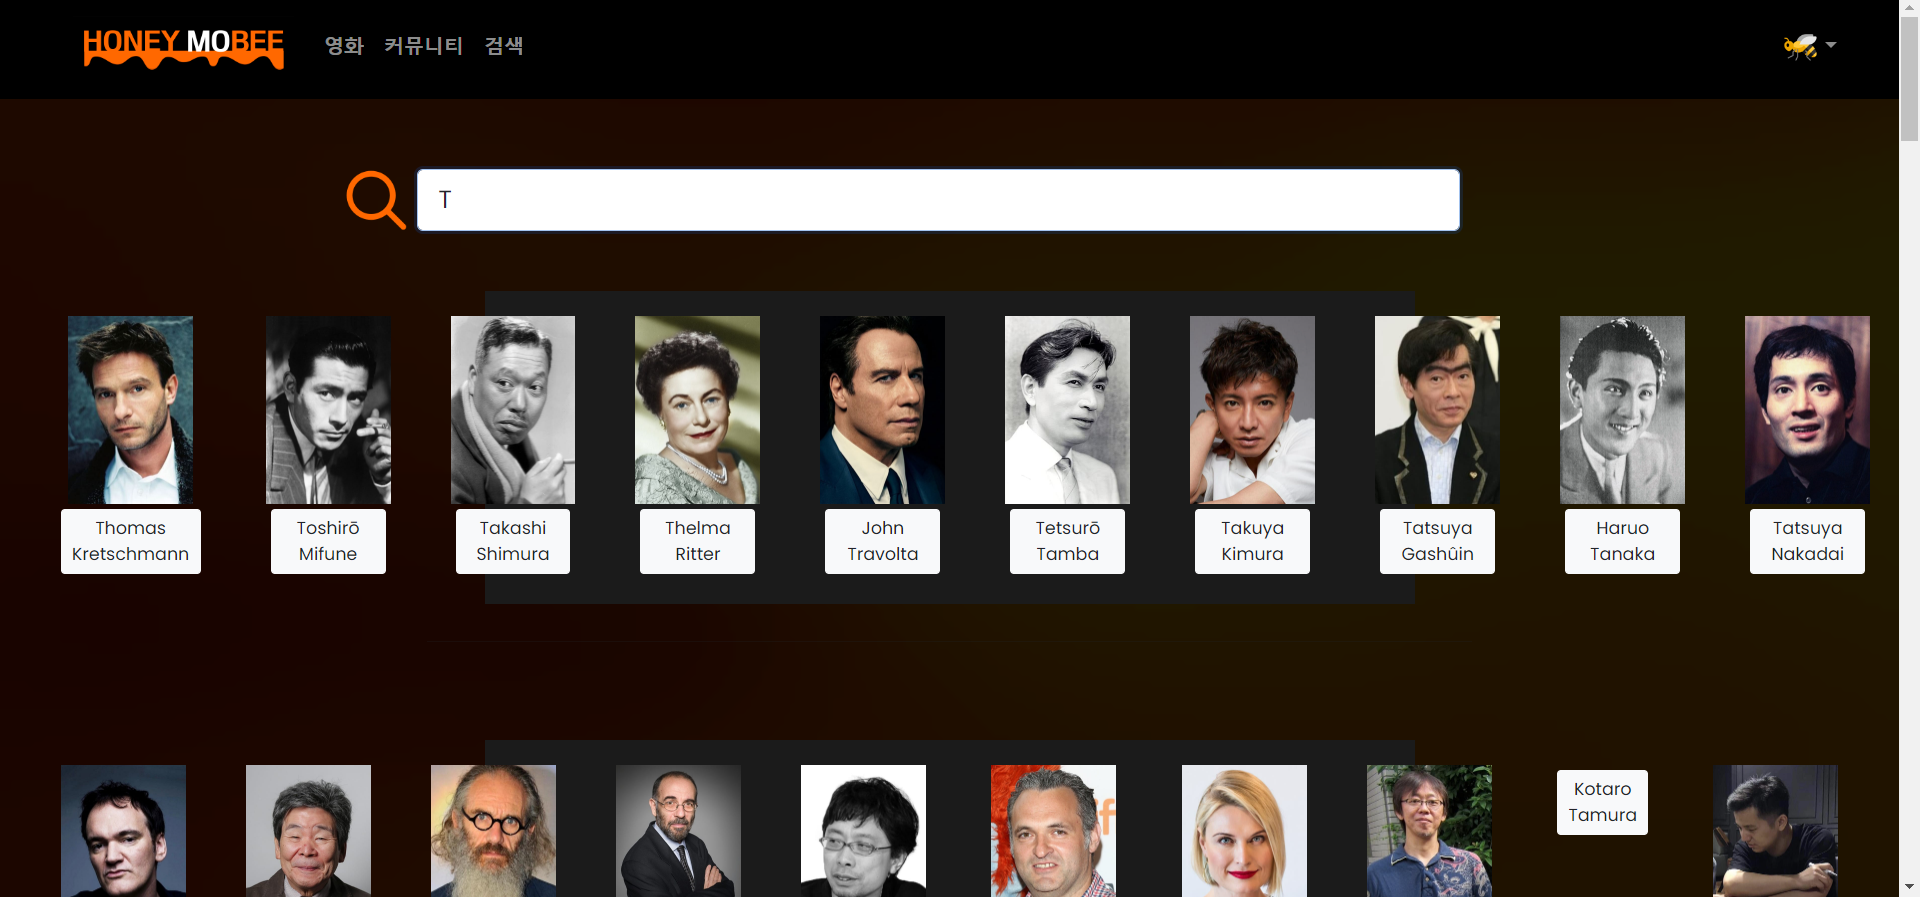 HONEY MOBEE
영화 커뮤니티 검색
T
Thomas
Kretschmann
Toshirō
Mifune
Takashi
Shimura
Thelma
Ritter
John
Travolta
Tetsurō
Tamba
Takuya
Kimura
Tatsuya
Gashûin
Haruo
Tanaka
Tatsuya
Nakadai
Kotaro
Tamura